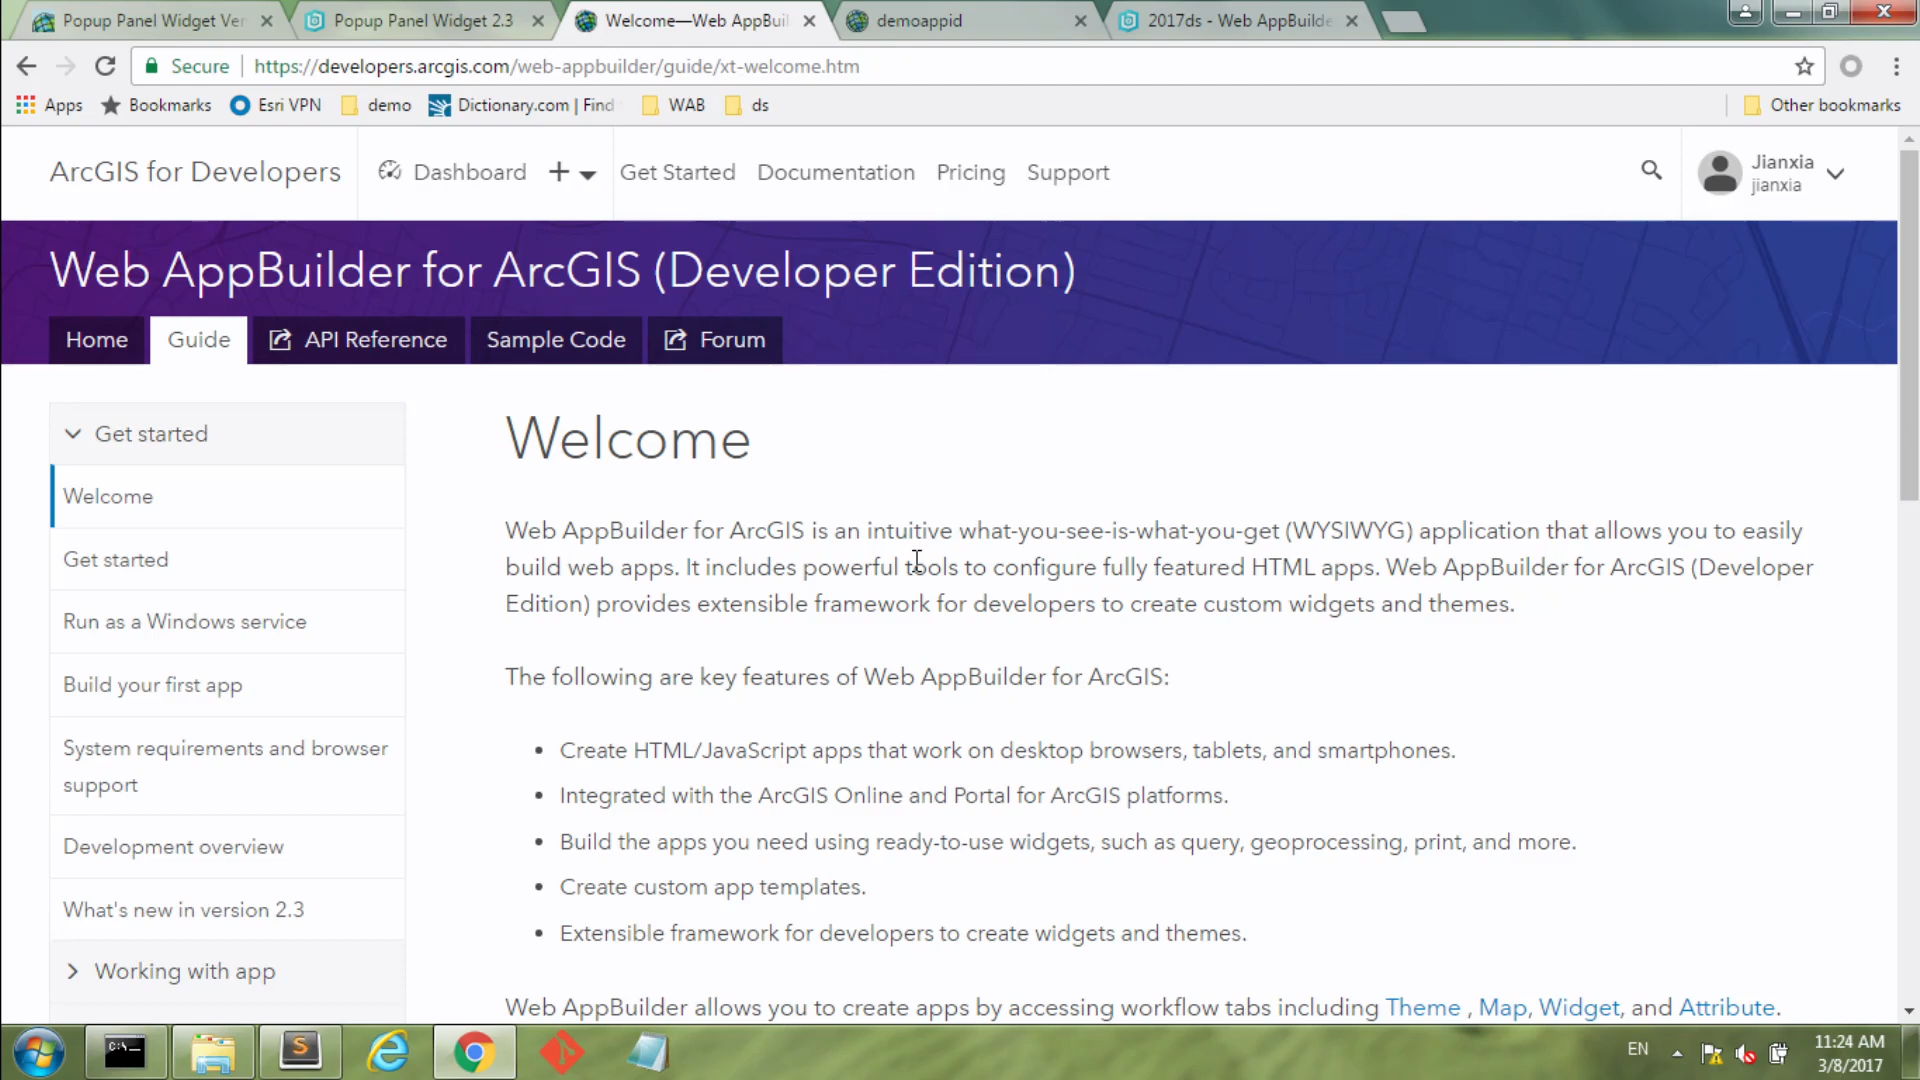 Popup Panel Widget Ver
Popup Panel Widget 2.3
Welcome—Web AppBuil
demoappid
2017ds - Web AppBuilde
Secure
https://developers.arcgis.com/web-appbuilder/guide/xt-welcome.htm
Apps
Bookmarks
Esri VPN
demo
Dictionary.com | Find
WAB
ds
Other bookmarks
ArcGIS for Developers
Dashboard
Get Started
Documentation
Pricing
Support
Jianxia
jianxia
Web AppBuilder for ArcGIS (Developer Edition)
Home
Guide
API Reference
Sample Code
Forum
Get started
Welcome
Get started
Run as a Windows service
Build your first app
System requirements and browser
support
Development overview
What's new in version 2.3
Working with app
Welcome
Web AppBuilder for ArcGIS is an intuitive what-you-see-is-what-you-get (WYSIWYG) application that allows you to easily
build web apps. It includes powerful tools to configure fully featured HTML apps. Web AppBuilder for ArcGIS (Developer
Edition) provides extensible framework for developers to create custom widgets and themes.
The following are key features of Web AppBuilder for ArcGIS:
• Create HTML/JavaScript apps that work on desktop browsers, tablets, and smartphones.
• Integrated with the ArcGIS Online and Portal for ArcGIS platforms.
• Build the apps you need using ready-to-use widgets, such as query, geoprocessing, print, and more.
• Create custom app templates.
• Extensible framework for developers to create widgets and themes.
Web AppBuilder allows you to create apps by accessing workflow tabs including Theme , Map, Widget, and Attribute.
C:\_
S
EN
11:24 AM
3/8/2017